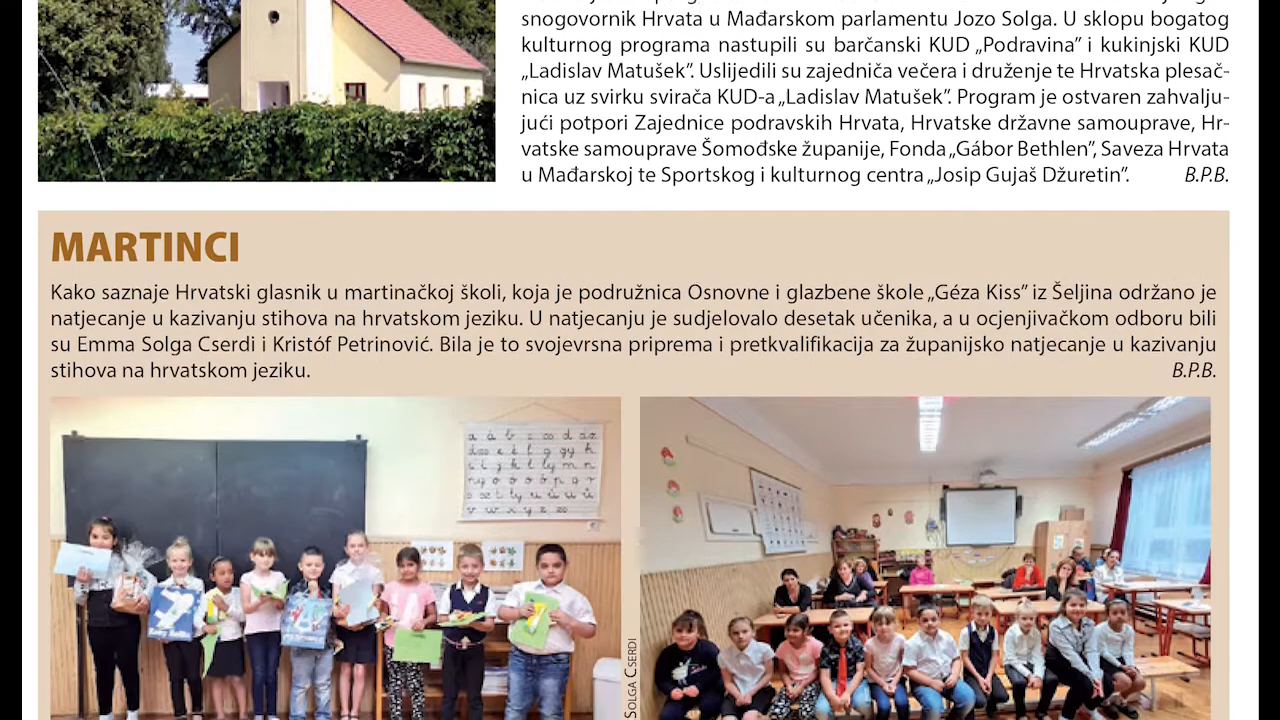 snogovornik Hrvata u Mađarskom parlamentu Jozo Solga. U sklopu bogatog
kulturnog programa nastupili su barčanski KUD „Podravina” i kukinjski KUD
„Ladislav Matušek”. Uslijedili su zajednička večera i druženje te Hrvatska plesač-
nica uz svirku svirača KUD-a „Ladislav Matušek”. Program je ostvaren zahvalju-
jući potpori Zajednice podravskih Hrvata, Hrvatske državne samouprave, Hr-
vatske samouprave Šomođske županije, Fonda „Gábor Bethlen”, Saveza Hrvata
u Mađarskoj te Sportskog i kulturnog centra „Josip Gujaš Džuretin”. B.P.B.
MARTINCI
Kako saznaje Hrvatski glasnik u martinačkoj školi, koja je podružnica Osnovne i glazbene škole „Géza Kiss” iz Šeljina održano je
natjecanje u kazivanju stihova na hrvatskom jeziku. U natjecanju je sudjelovalo desetak učenika, a u ocjenjivačkom odboru bili
su Emma Solga Cserdi i Kristóf Petrinović. Bila je to svojevrsna priprema i pretkvalifikacija za županijsko natjecanje u kazivanju
stihova na hrvatskom jeziku. B.P.B.
Solga Cserdi